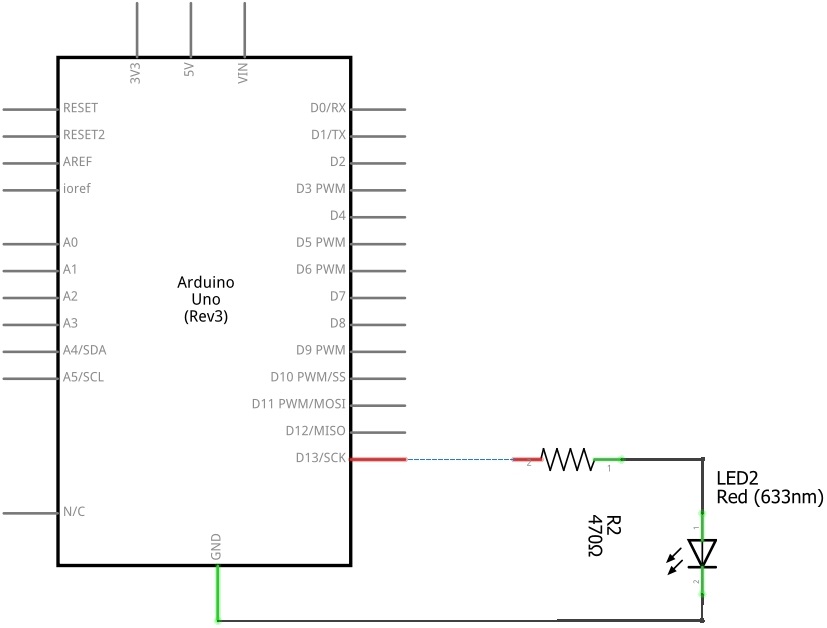 3V3
5V
VIN
RESET
RESET2
AREF
ioref
A0
A1
A2
A3
A4/SDA
A5/SCL
N/C
Arduino
Uno
(Rev3)
D0/RX
D1/TX
D2
D3 PWM
D4
D5 PWM
D6 PWM
D7
D8
D9 PWM
D10 PWM/SS
D11 PWM/MOSI
D12/MISO
D13/SCK
GND
2
1
R2
470Ω
LED2
Red (633nm)
1
2